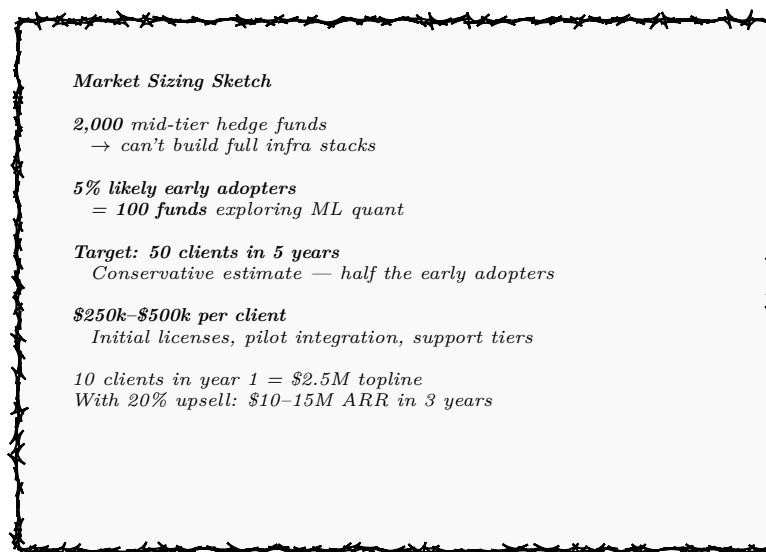 Market Sizing Sketch
2,000 mid-tier hedge funds
→ can't build full infra stacks
5% likely early adopters
= 100 funds exploring ML quant
Target: 50 clients in 5 years
Conservative estimate — half the early adopters
$250k–$500k per client
Initial licenses, pilot integration, support tiers
10 clients in year 1 = $2.5M topline
With 20% upsell: $10–15M ARR in 3 years